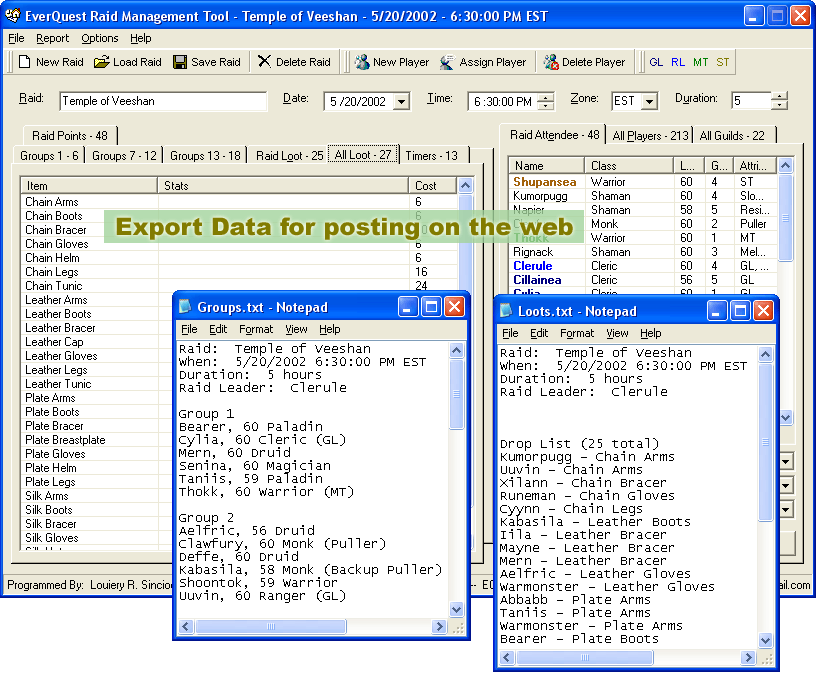 EverQuest Raid Management Tool - Temple of Veeshan - 5/20/2002 - 6:30:00 PM EST
File Report Options Help
New Raid Load Raid Save Raid Delete Raid New Player Assign Player Delete Player GL RL MT ST
Raid: Temple of Veeshan Date: 5 /20/2002 Time: 6 :30:00 PM Zone: EST Duration: 5
Raid Points - 48
Groups 1 - 6 Groups 7 - 12 Groups 13 - 18 Raid Loot - 25 All Loot - 27 Timers - 13
Item Stats Cost
Chain Arms 6
Chain Boots 6
Chain Bracer
Chain Gloves
Chain Helm 6
Chain Legs 16
Chain Tunic 24
Leather Arms
Leather Boots
Leather Bracer
Leather Cap
Leather Gloves
Leather Legs
Leather Tunic
Plate Arms
Plate Boots
Plate Bracer
Plate Breastplate
Plate Gloves
Plate Helm
Plate Legs
Silk Arms
Silk Boots
Silk Bracer
Silk Gloves
Raid Attendee - 48 All Players - 213 All Guilds - 22
Name Class L... G... Attri...
Shupansea Warrior 60 4 ST
Kumorpugg Shaman 60 4 Slo...
Napier Shaman 58 5 Resi...
Monk 60 2 Puller
Thokk Warrior 60 1 MT
Rignack Shaman 60 3 Mel...
Clerule Cleric 60 4 GL, ...
Cillainea Cleric 56 5 GL
Cylia Cleric 60 1 GL
Export Data for posting on the web
Groups.txt - Notepad
File Edit Format View Help
Raid: Temple of Veeshan
When: 5/20/2002 6:30:00 PM EST
Duration: 5 hours
Raid Leader: Clerule
Group 1
Bearer, 60 Paladin
Cylia, 60 Cleric (GL)
Mern, 60 Druid
Senina, 60 Magician
Taniis, 59 Paladin
Thokk, 60 Warrior (MT)
Group 2
Aelfric, 56 Druid
Clawfury, 60 Monk (Puller)
Deffe, 60 Druid
Kabasila, 58 Monk (Backup Puller)
Shoontok, 59 Warrior
Uuvin, 60 Ranger (GL)
Loots.txt - Notepad
File Edit Format View Help
Raid: Temple of Veeshan
When: 5/20/2002 6:30:00 PM EST
Duration: 5 hours
Raid Leader: Clerule
Drop List (25 total)
Kumorpugg - Chain Arms
Uuvin - Chain Arms
Xilann - Chain Bracer
Runeman - Chain Gloves
Cyynn - Chain Legs
Kabasila - Leather Boots
Iila - Leather Bracer
Mayne - Leather Bracer
Mern - Leather Bracer
Aelfric - Leather Gloves
Warmonster - Leather Gloves
Ababb - Plate Arms
Taniis - Plate Arms
Warmonster - Plate Arms
Bearer - Plate Boots
Programmed By: Louiery R. Sincioc -- EQ ail.com